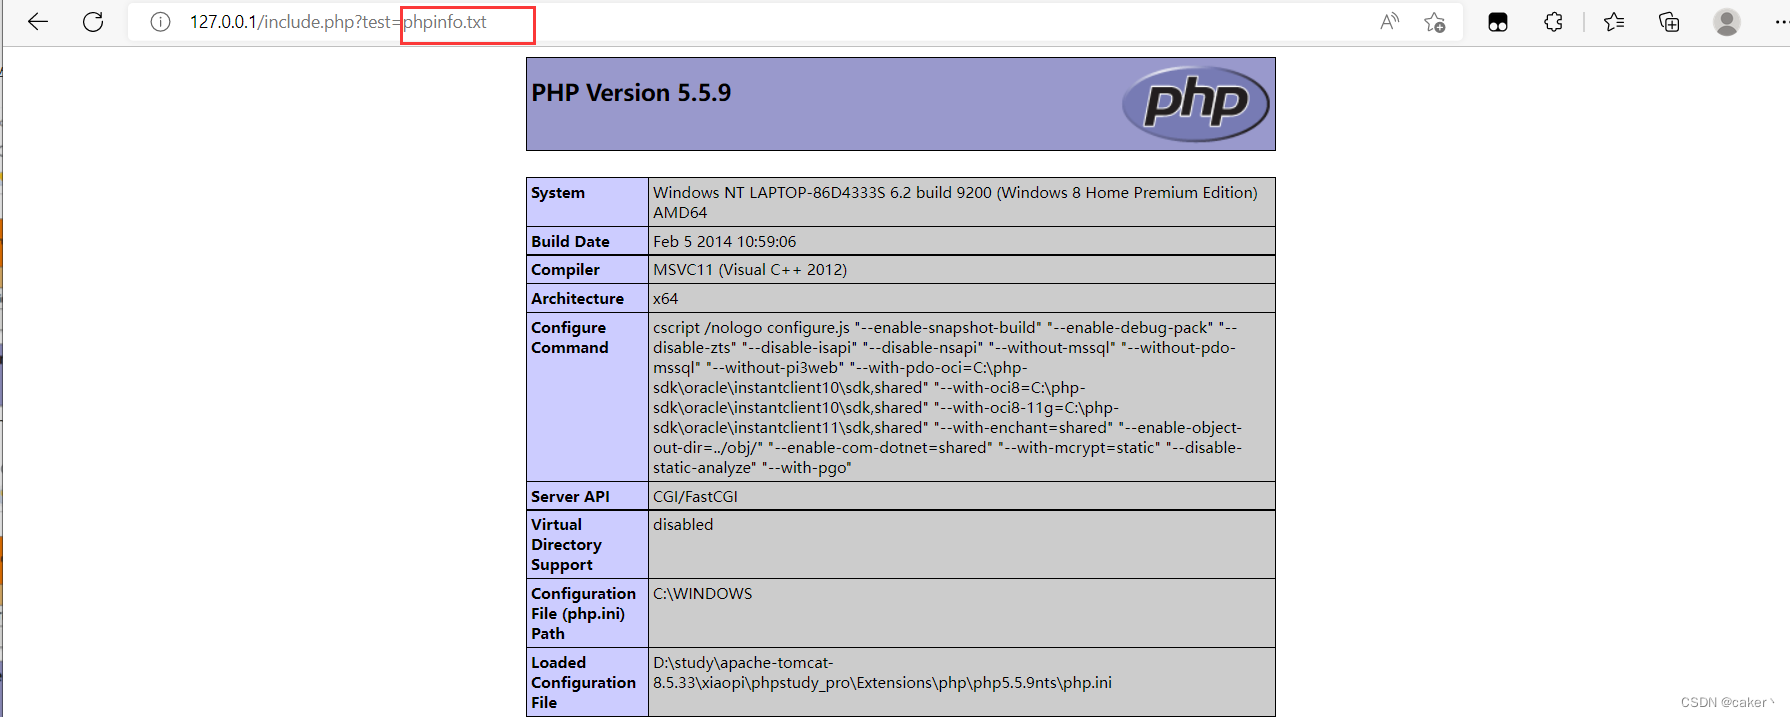 127.0.0.1/include.php?test=phpinfo.txt
PHP Version 5.5.9
php
System
Windows NT LAPTOP-86D4333S 6.2 build 9200 (Windows 8 Home Premium Edition)
AMD64
Build Date
Feb 5 2014 10:59:06
Compiler
MSVC11 (Visual C++ 2012)
Architecture
x64
Configure
Command
cscript /nologo configure.js "--enable-snapshot-build" "--enable-debug-pack" "--
disable-zts" "--disable-isapi" "--disable-nsapi" "--without-mssql" "--without-pdo-
mssql" "--without-pi3web" "--with-pdo-oci=C:\php-
sdk\oracle\instantclient10\sdk,shared" "--with-oci8=C:\php-
sdk\oracle\instantclient10\sdk,shared" "--with-oci8-11g=C:\php-
sdk\oracle\instantclient11\sdk,shared" "--with-enchant=shared" "--enable-object-
out-dir=../obj/" "--enable-com-dotnet=shared" "--with-mcrypt=static" "--disable-
static-analyze" "--with-pgo"
Server API
CGI/FastCGI
Virtual
Directory
Support
disabled
Configuration
File (php.ini)
Path
C:\WINDOWS
Loaded
Configuration
File
D:\study\apache-tomcat-
8.5.33\xiaopi\phpstudy_pro\Extensions\php\php5.5.9nts\php.ini
CSDN @caker丶